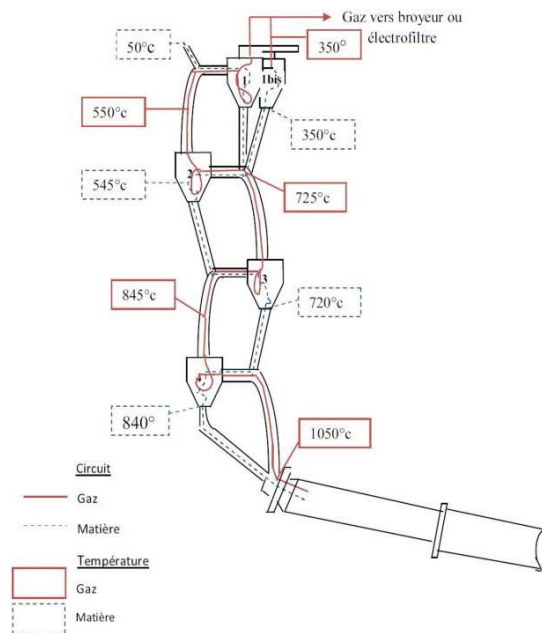 Gaz vers broyeur ou
électrofiltre
50°c
350°
1
1bis
550°c
350°c
2
545°c
725°c
3
845°c
720°c
840°
1050°c
Circuit
Gaz
Matière
Température
Gaz
Matière